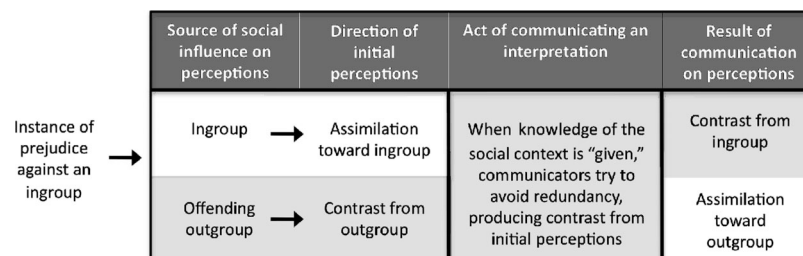 Source of social
influence on
perceptions
Direction of
initial
perceptions
Act of communicating an
interpretation
Result of
communication
on perceptions
Instance of
prejudice
against an
ingroup
Ingroup
Assimilation
toward ingroup
Offending
outgroup
Contrast from
outgroup
When knowledge of the
social context is “given,”
communicators try to
avoid redundancy,
producing contrast from
initial perceptions
Contrast from
ingroup
Assimilation
toward
outgroup